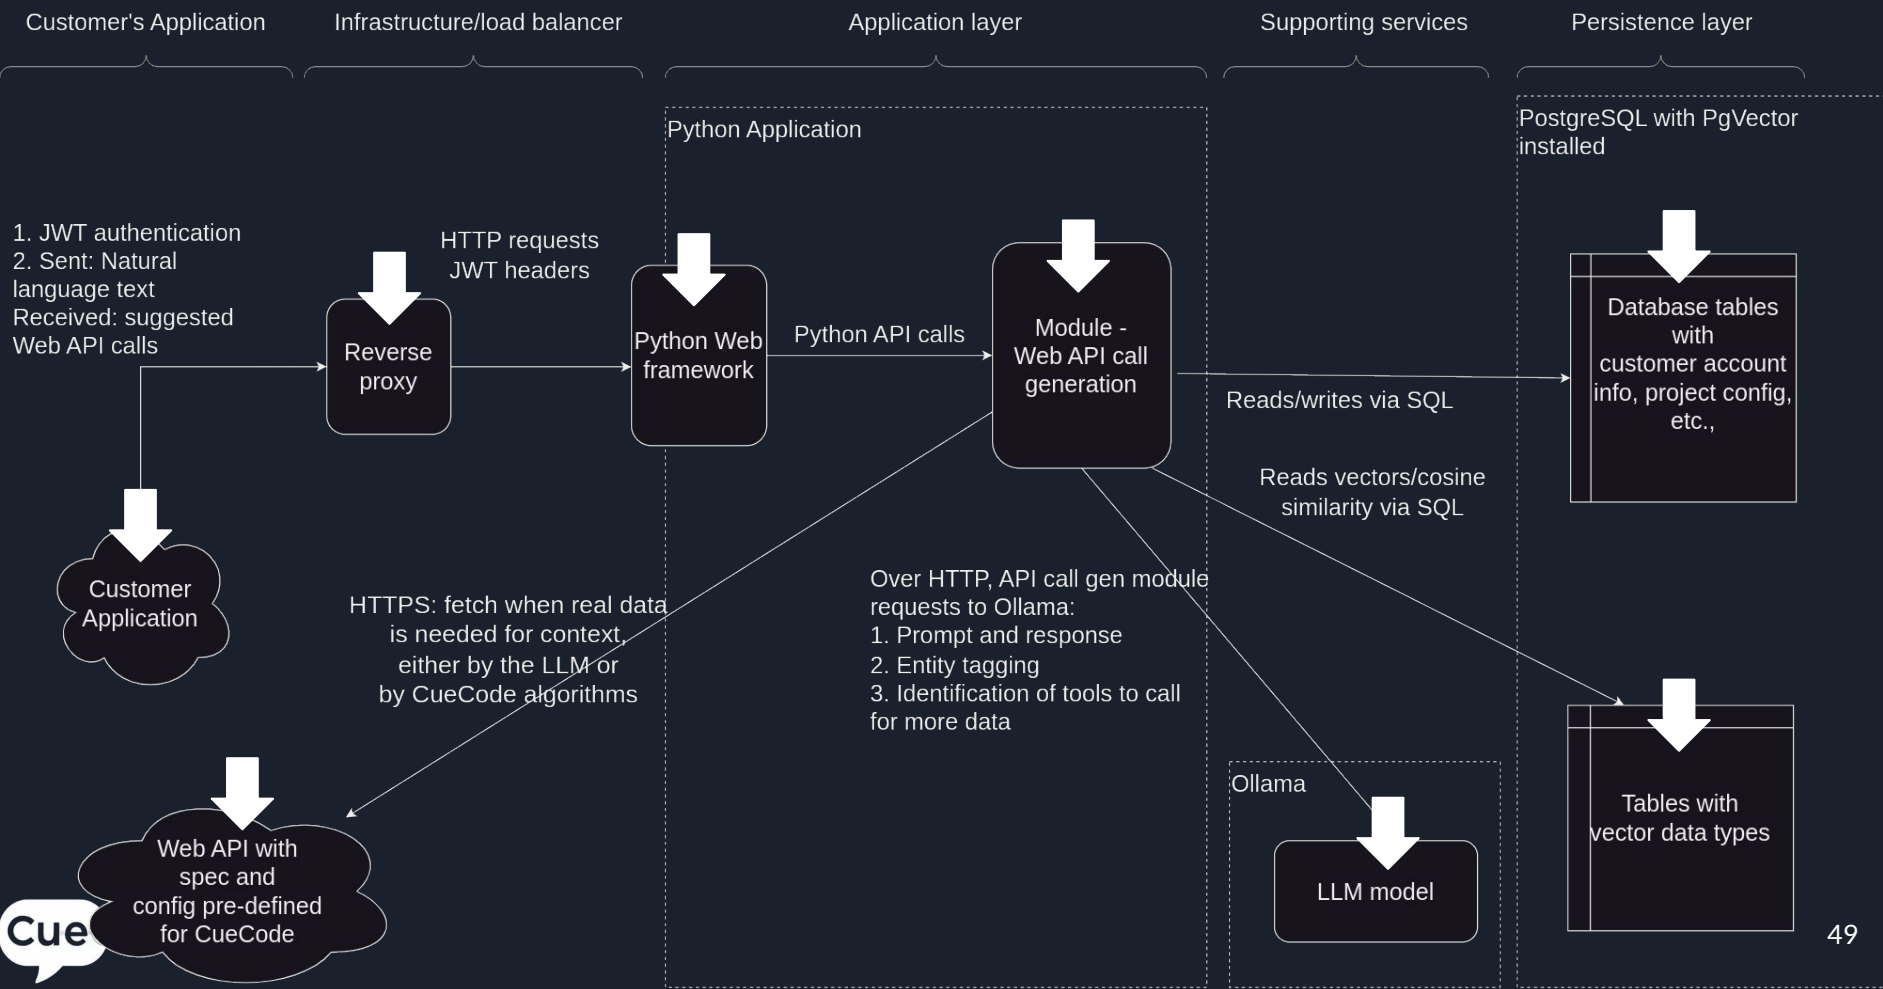 Customer's Application
Infrastructure/load balancer
Application layer
Supporting services
Persistence layer
Python Application
PostgreSQL with PgVector
installed
1. JWT authentication
2. Sent: Natural
language text
Received: suggested
Web API calls
HTTP requests
JWT headers
Reverse
proxy
Python Web
framework
Python API calls
Module -
Web API call
generation
Reads/writes via SQL
Database tables
with
customer account
info, project config,
etc.,
Reads vectors/cosine
similarity via SQL
Customer
Application
HTTPS: fetch when real data
is needed for context,
either by the LLM or
by CueCode algorithms
Over HTTP, API call gen module
requests to Ollama:
1. Prompt and response
2. Entity tagging
3. Identification of tools to call
for more data
Ollama
LLM model
Tables with
vector data types
Web API with
spec and
config pre-defined
for CueCode
Cue
49